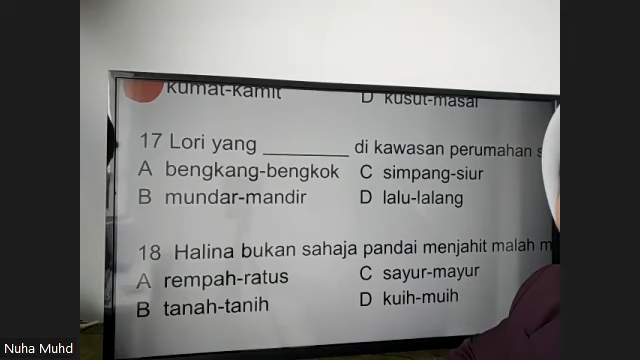 kumat-kamit
D kusut-masai
17 Lori yang ________ di kawasan perumahan
A bengkang-bengkok C simpang-siur
B mundar-mandir D lalu-lalang
18 Halina bukan sahaja pandai menjahit malah
A rempah-ratus C sayur-mayur
B tanah-tanih D kuih-muih
Nuha Muhd